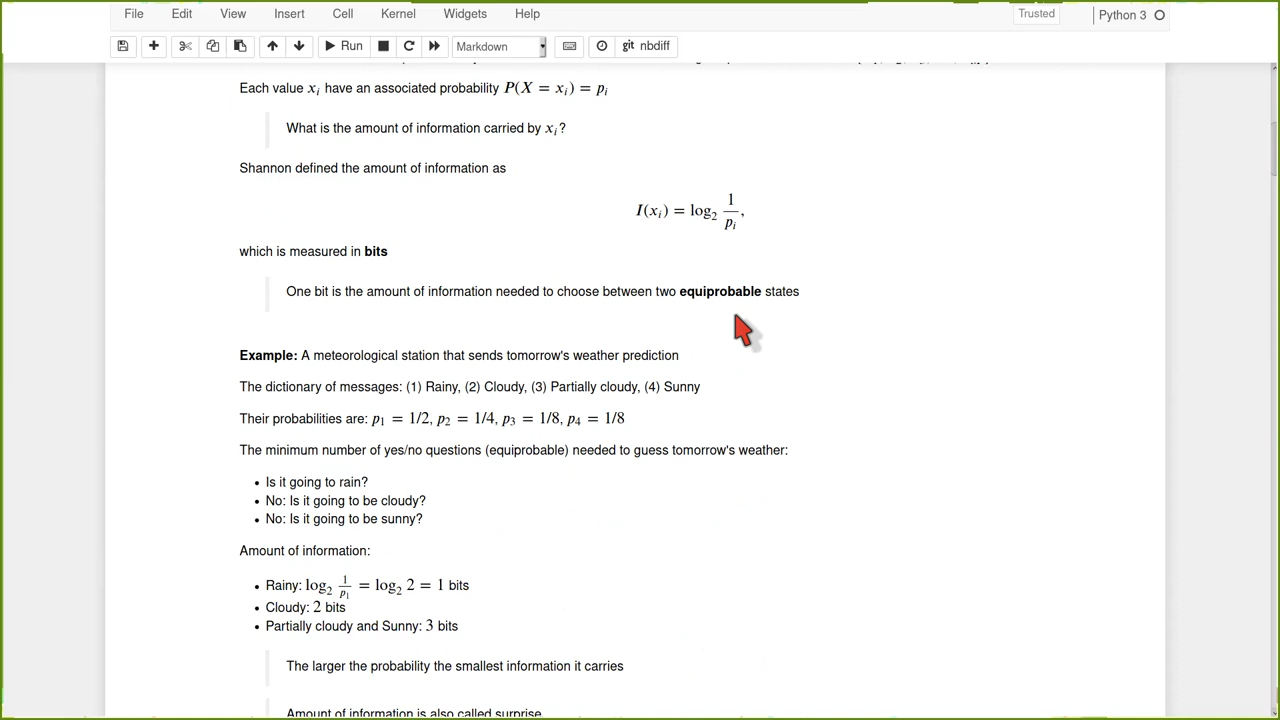 File Edit View Insert Cell Kernel Widgets Help Trusted Python 3
Run Markdown git nbdiff
Each value xᵢ have an associated probability P(X = xᵢ) = pᵢ
What is the amount of information carried by xᵢ?
Shannon defined the amount of information as
I(xᵢ) = log₂ 1/pᵢ,
which is measured in bits
One bit is the amount of information needed to choose between two equiprobable states
Example: A meteorological station that sends tomorrow's weather prediction
The dictionary of messages: (1) Rainy, (2) Cloudy, (3) Partially cloudy, (4) Sunny
Their probabilities are: p₁ = 1/2, p₂ = 1/4, p₃ = 1/8, p₄ = 1/8
The minimum number of yes/no questions (equiprobable) needed to guess tomorrow's weather:
• Is it going to rain?
• No: Is it going to be cloudy?
• No: Is it going to be sunny?
Amount of information:
• Rainy: log₂ 1/p₁ = log₂ 2 = 1 bits
• Cloudy: 2 bits
• Partially cloudy and Sunny: 3 bits
The larger the probability the smallest information it carries
Amount of information is also called surprise